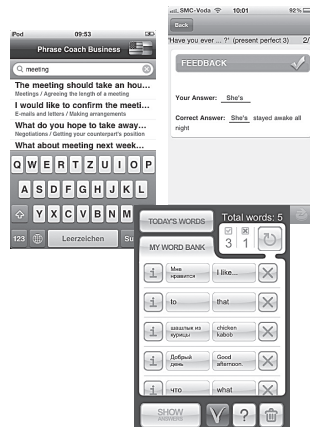 iPod 09:53
Phrase Coach Business
meeting
The meeting should take an hou...
Meetings / Agreeing the length of a meeting
I would like to confirm the meeti...
E-mails and letters / Making arrangements
What do you hope to take away...
Negotiations / Getting your counterpart's position
What about meeting next week...
Q W E R T Z U I O P
A S D F G H J K L
Y X C V B N M
123 Leerzeichen Su
SMC-Voda 10:01 92%
Back
'Have you ever ... ?' (present perfect 3) 2/
FEEDBACK
Your Answer: She's
Correct Answer: She's stayed awake all
night
TODAY'S WORDS
Total words: 5
3 1
MY WORD BANK
i Мне нравится I like...
i to that
i шашлык из курицы chicken kabob
i Добрый день Good afternoon
i что what
SHOW
ANSWERS
?